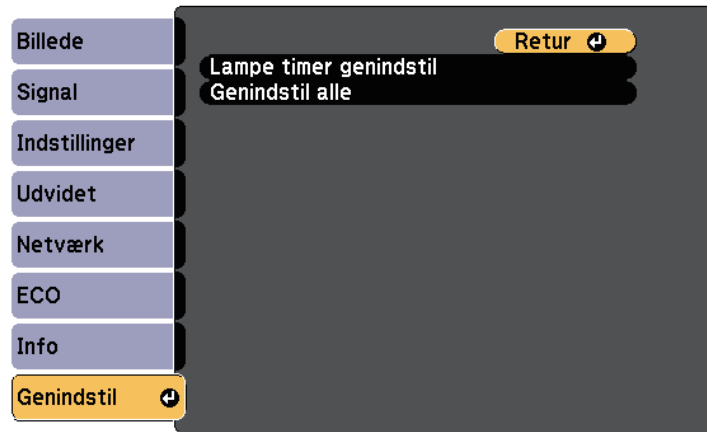 Billede
Signal
Indstillinger
Udvidet
Netværk
ECO
Info
Genindstil
Retur
Lampe timer genindstil
Genindstil alle